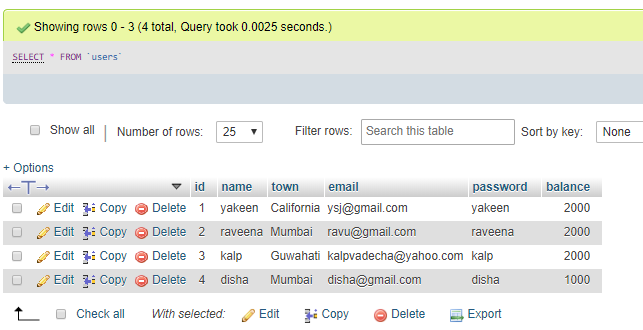 Showing rows 0 - 3 (4 total, Query took 0.0025 seconds.)
SELECT * FROM `users`
Show all | Number of rows: 25 Filter rows: Search this table Sort by key: None
+ Options
←T→ id name town email password balance
Edit Copy Delete 1 yakeen California ysj@gmail.com yakeen 2000
Edit Copy Delete 2 raveena Mumbai ravu@gmail.com raveena 2000
Edit Copy Delete 3 kalp Guwahati kalpvadecha@yahoo.com kalp 2000
Edit Copy Delete 4 disha Mumbai disha@gmail.com disha 1000
Check all With selected: Edit Copy Delete Export